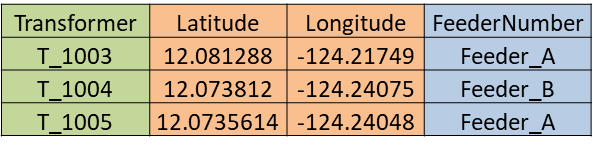 Transformer Latitude Longitude FeederNumber
T_1003 12.081288 -124.21749 Feeder_A
T_1004 12.073812 -124.24075 Feeder_B
T_1005 12.0735614 -124.24048 Feeder_A